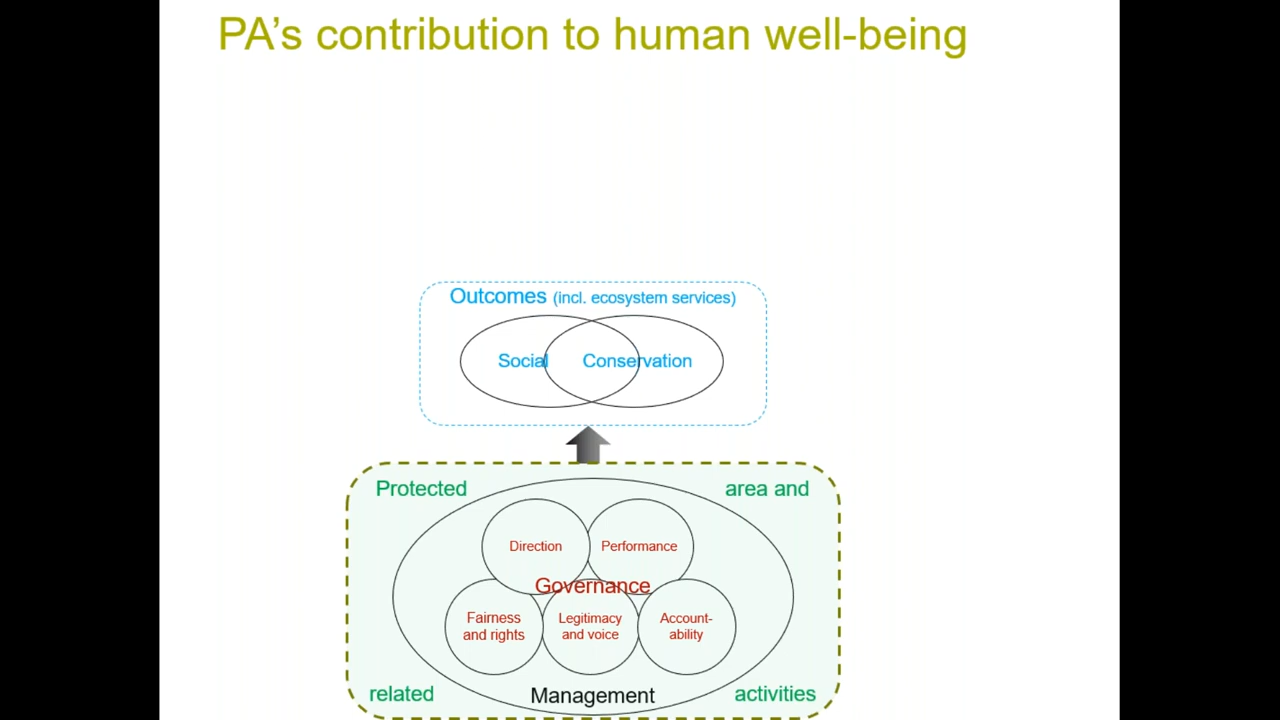 PA's contribution to human well-being
Outcomes (incl. ecosystem services)
Social Conservation
Protected area and
Direction Performance
Governance
Fairness and rights
Legitimacy and voice
Account-
ability
related Management activities